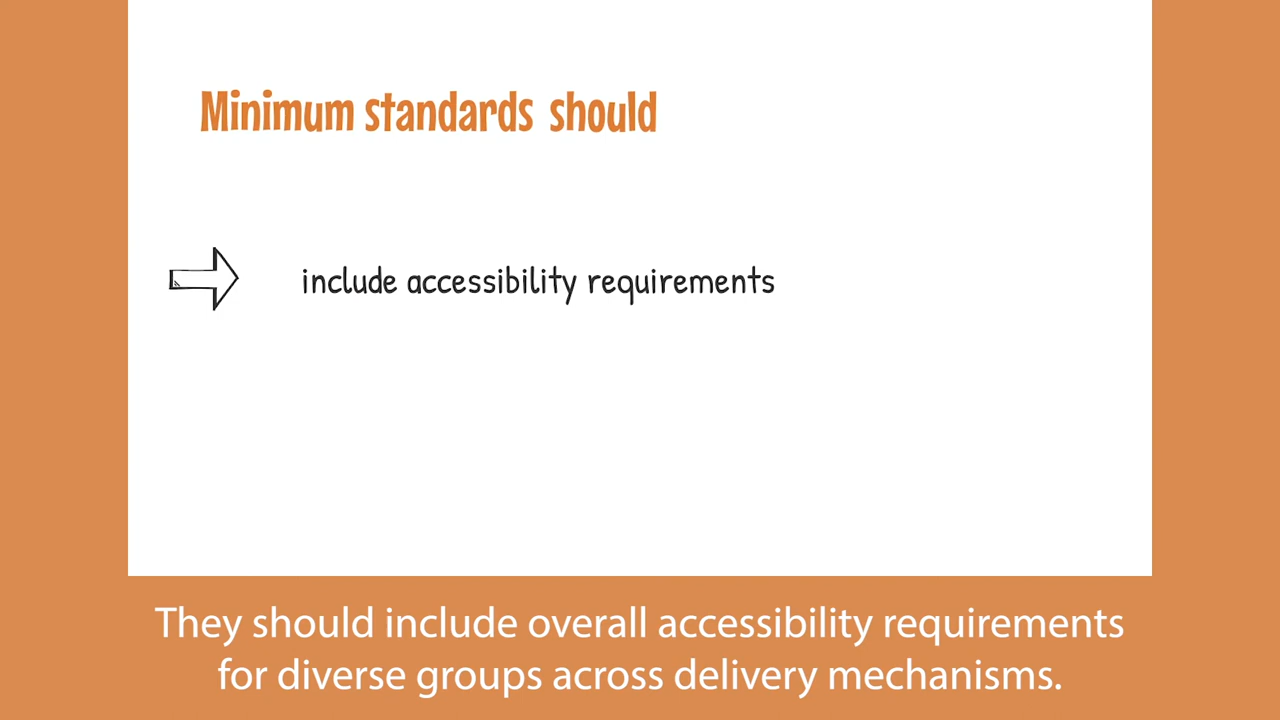 Minimum standards should
include accessibility requirements
They should include overall accessibility requirements
for diverse groups across delivery mechanisms.